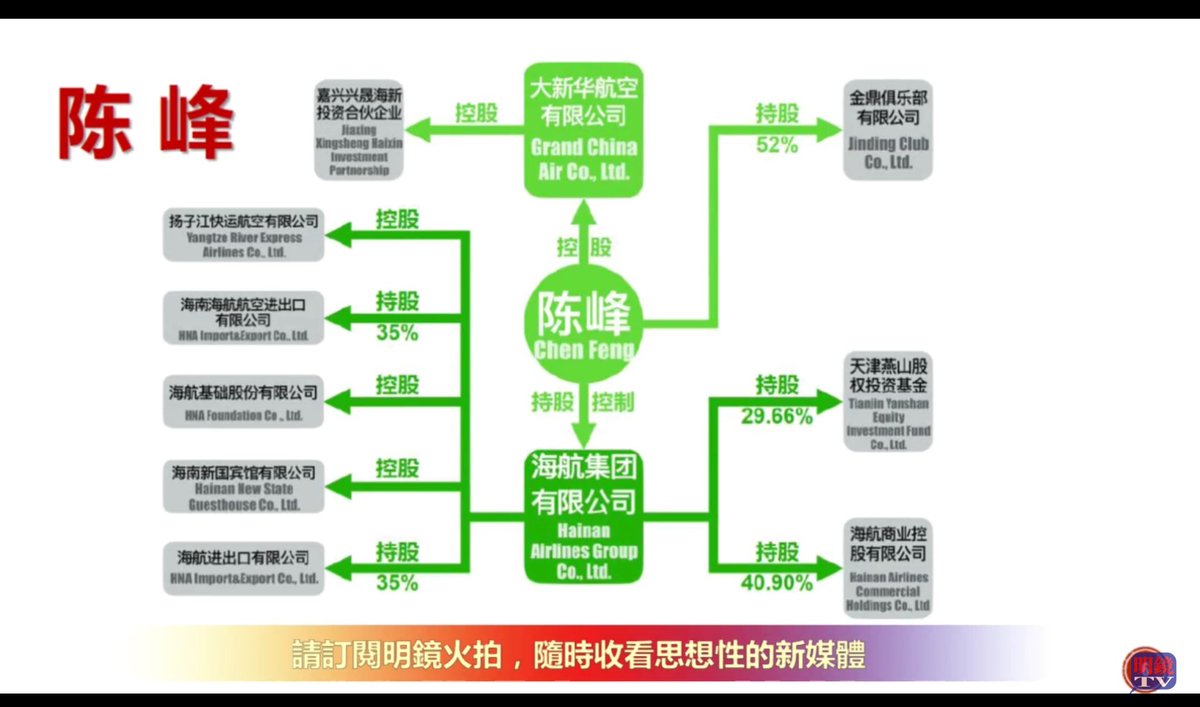 陈峰
嘉兴兴晟海新
投资合伙企业
Jiaxing
Xingsheng Haixin
Investment
Partnership
控股
大新华航空
有限公司
Grand China
Air Co., Ltd.
持股
52%
金鼎俱乐部
有限公司
Jinding Club
Co., Ltd.
控股
陈峰
Chen Feng
持股 控制
扬子江快运航空有限公司
Yangtze River Express
Airlines Co., Ltd.
控股
海南海航航空进出口
有限公司
HNA Import&Export Co., Ltd.
持股
35%
海航基础股份有限公司
HNA Foundation Co ., Ltd.
控股
海南新国宾馆有限公司
Hainan New State
Guesthouse Co., Ltd.
控股
海航进出口有限公司
HNA Import&Export Co., Ltd.
持股
35%
海航集团
有限公司
Hainan
Airlines Group
Co., Ltd.
持股
29.66%
天津燕山股
权投资基金
Tianjin Yanshan
Equity
Investment Fund
Co., Ltd.
持股
40.90%
海航商业控
股有限公司
Hainan Airlines
Commercial
Holdings Co., Ltd
請訂閱明鏡火拍，隨時收看思想性的新媒體
明鏡
TV